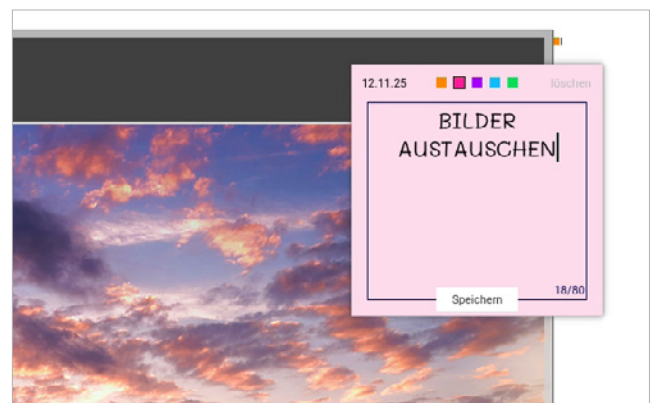 12.11.25 löschen
BILDER
AUSTAUSCHEN
18/80
Speichern